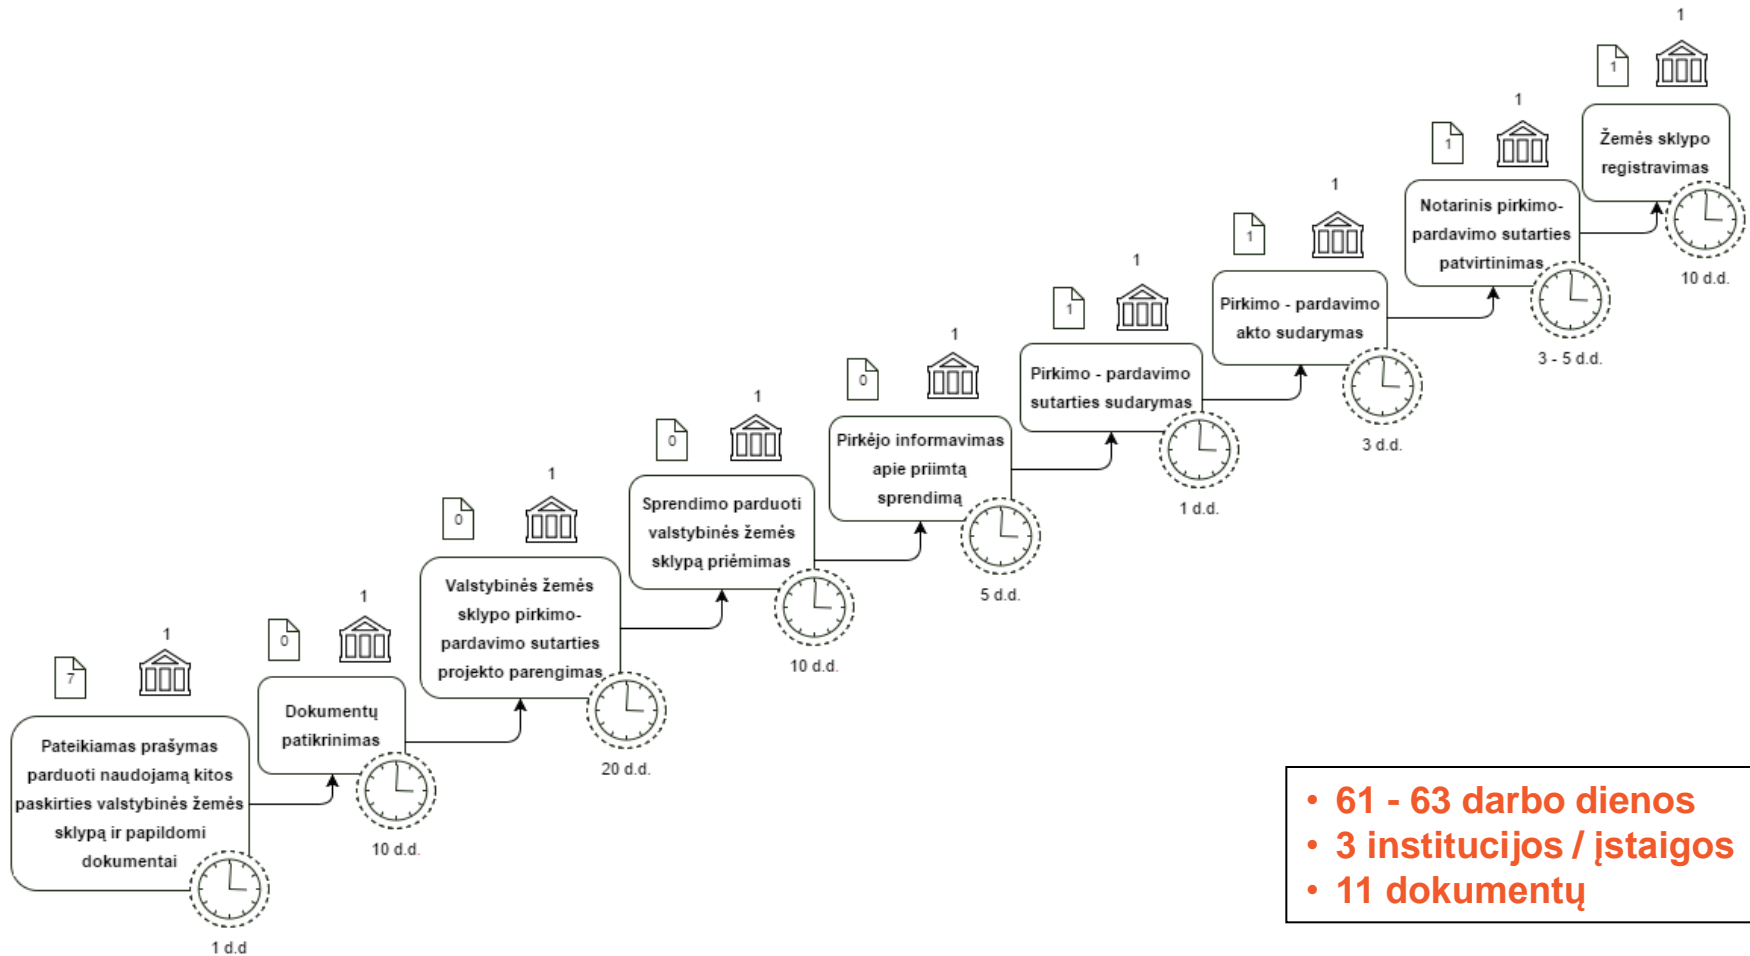 7
1
Pateikiamas prašymas
parduoti naudojamą kitos
paskirties valstybinės žemės
sklypą ir papildomi
dokumentai
1 d.d
0
1
Dokumentų
patikrinimas
10 d.d.
0
1
Valstybinės žemės
sklypo pirkimo-
pardavimo sutarties
projekto parengimas
20 d.d.
0
1
Sprendimo parduoti
valstybinės žemės
sklypą priėmimas
10 d.d.
0
1
Pirkėjo informavimas
apie priimtą
sprendimą
5 d.d.
1
1
Pirkimo - pardavimo
sutarties sudarymas
1 d.d.
1
1
Pirkimo - pardavimo
akto sudarymas
3 d.d.
1
1
Notarinis pirkimo-
pardavimo sutarties
patvirtinimas
3 - 5 d.d.
1
1
Žemės sklypo
registravimas
10 d.d.
• 61 - 63 darbo dienos
• 3 institucijos / įstaigos
• 11 dokumentų